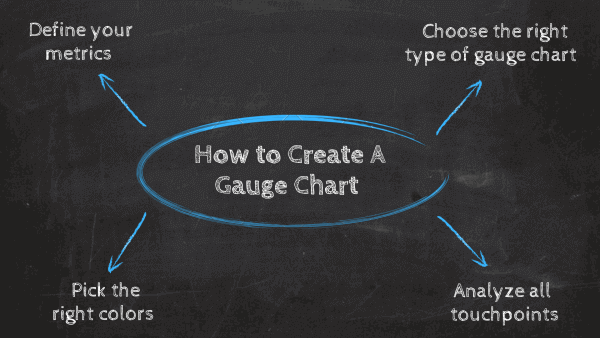 Define your
metrics
Choose the right
type of gauge chart
How to Create A
Gauge Chart
Pick the
right colors
Analyze all
touchpoints